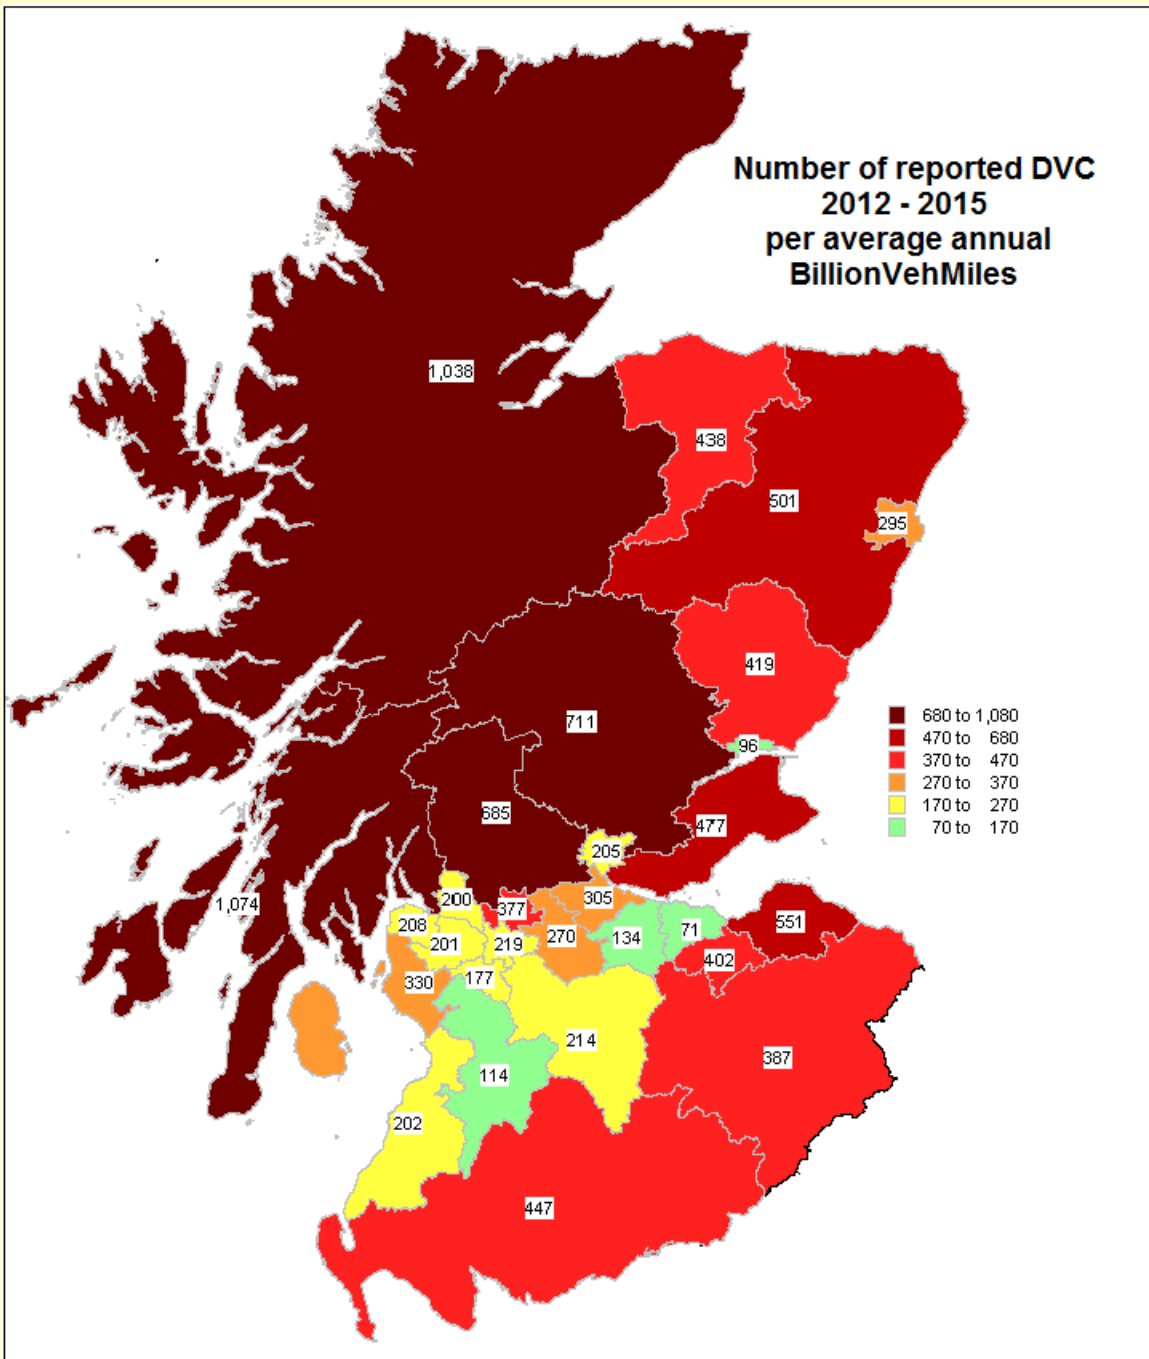 Number of reported DVC
2012 - 2015
per average annual
BillionVehMiles
1,038
438
501
295
419
711
96
685
477
205
1,074
200
377
305
208
201
219
270
134
71
551
402
330
177
214
387
114
202
447
680 to 1,080
470 to 680
370 to 470
270 to 370
170 to 270
70 to 170